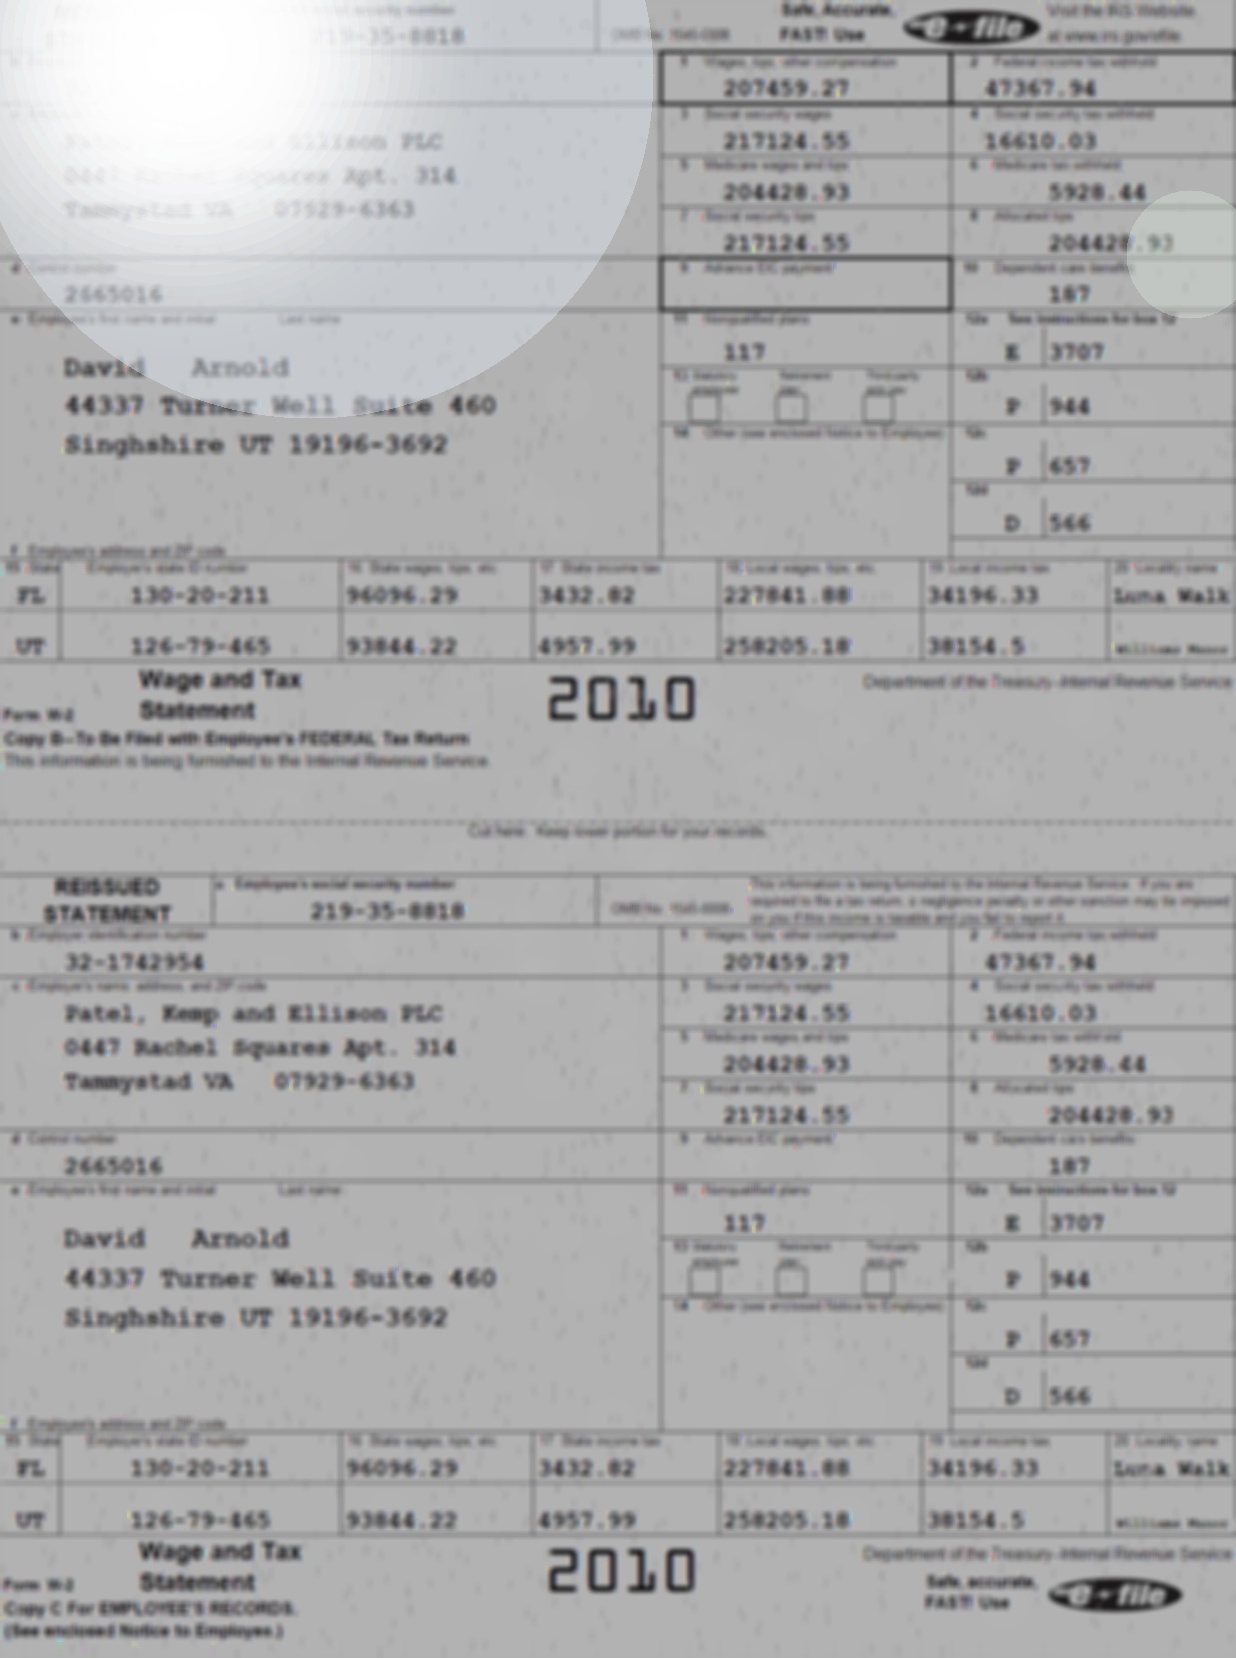 social security number
219-35-8818
OMB No. 1545-0008
Safe, Accurate,
FAST! Use
e-file
Visit the IRS Website,
at www.irs.gov/efile.
1 Wages, tips, other compensation
207459.27
2 Federal income tax withheld
47367.94
3 Social security wages
217124.55
4 Social security tax withheld
16610.03
Ellison PLC
0447 Rachel Squares Apt. 314
Tammystad VA 07929-6363
5 Medicare wages and tips
204428.93
6 Medicare tax withheld
5928.44
7 Social security tips
217124.55
8 Allocated tips
204428.93
d Control number
2665016
9 Advance EIC payment
10 Dependent care benefits
187
e Employee's first name and initial Last name
David Arnold
44337 Turner Well Suite 460
Singhshire UT 19196-3692
11 Nonqualified plans
117
12a See instructions for box 12
E 3707
13 Statutory employee Retirement plan Third-party sick pay
12b
P 944
14 Other (see enclosed Notice to Employee)
12c
P 657
12d
D 566
f Employee's address and ZIP code
15 State Employer's state ID number 16 State wages, tips, etc. 17 State income tax 18 Local wages, tips, etc. 19 Local income tax 20 Locality name
FL 130-20-211 96096.29 3432.82 227841.88 34196.33 Luna Walk
UT 126-79-465 93844.22 4957.99 258205.18 38154.5 Williams Manor
Form W-2
Wage and Tax
Statement
2010
Department of the Treasury-Internal Revenue Service
Copy B--To Be Filed with Employee's FEDERAL Tax Return
This information is being furnished to the Internal Revenue Service.
Cut here. Keep lower portion for your records.
REISSUED
STATEMENT
a Employee's social security number
219-35-8818
OMB No. 1545-0008
This information is being furnished to the Internal Revenue Service. If you are
required to file a tax return, a negligence penalty or other sanction may be imposed
on you if this income is taxable and you fail to report it.
b Employer identification number
32-1742954
1 Wages, tips, other compensation
207459.27
2 Federal income tax withheld
47367.94
c Employer's name, address, and ZIP code
Patel, Kemp and Ellison PLC
0447 Rachel Squares Apt. 314
Tammystad VA 07929-6363
3 Social security wages
217124.55
4 Social security tax withheld
16610.03
5 Medicare wages and tips
204428.93
6 Medicare tax withheld
5928.44
7 Social security tips
217124.55
8 Allocated tips
204428.93
d Control number
2665016
9 Advance EIC payment
10 Dependent care benefits
187
e Employee's first name and initial Last name
David Arnold
44337 Turner Well Suite 460
Singhshire UT 19196-3692
11 Nonqualified plans
117
12a See instructions for box 12
E 3707
13 Statutory employee Retirement plan Third-party sick pay
12b
P 944
14 Other (see enclosed Notice to Employee)
12c
P 657
12d
D 566
f Employee's address and ZIP code
15 State Employer's state ID number 16 State wages, tips, etc. 17 State income tax 18 Local wages, tips, etc. 19 Local income tax 20 Locality name
FL 130-20-211 96096.29 3432.82 227841.88 34196.33 Luna Walk
UT 126-79-465 93844.22 4957.99 258205.18 38154.5 Williams Manor
Form W-2
Wage and Tax
Statement
2010
Department of the Treasury-Internal Revenue Service
Copy C For EMPLOYEE'S RECORDS.
(See enclosed Notice to Employee.)
Safe, accurate,
FAST! Use
e-file